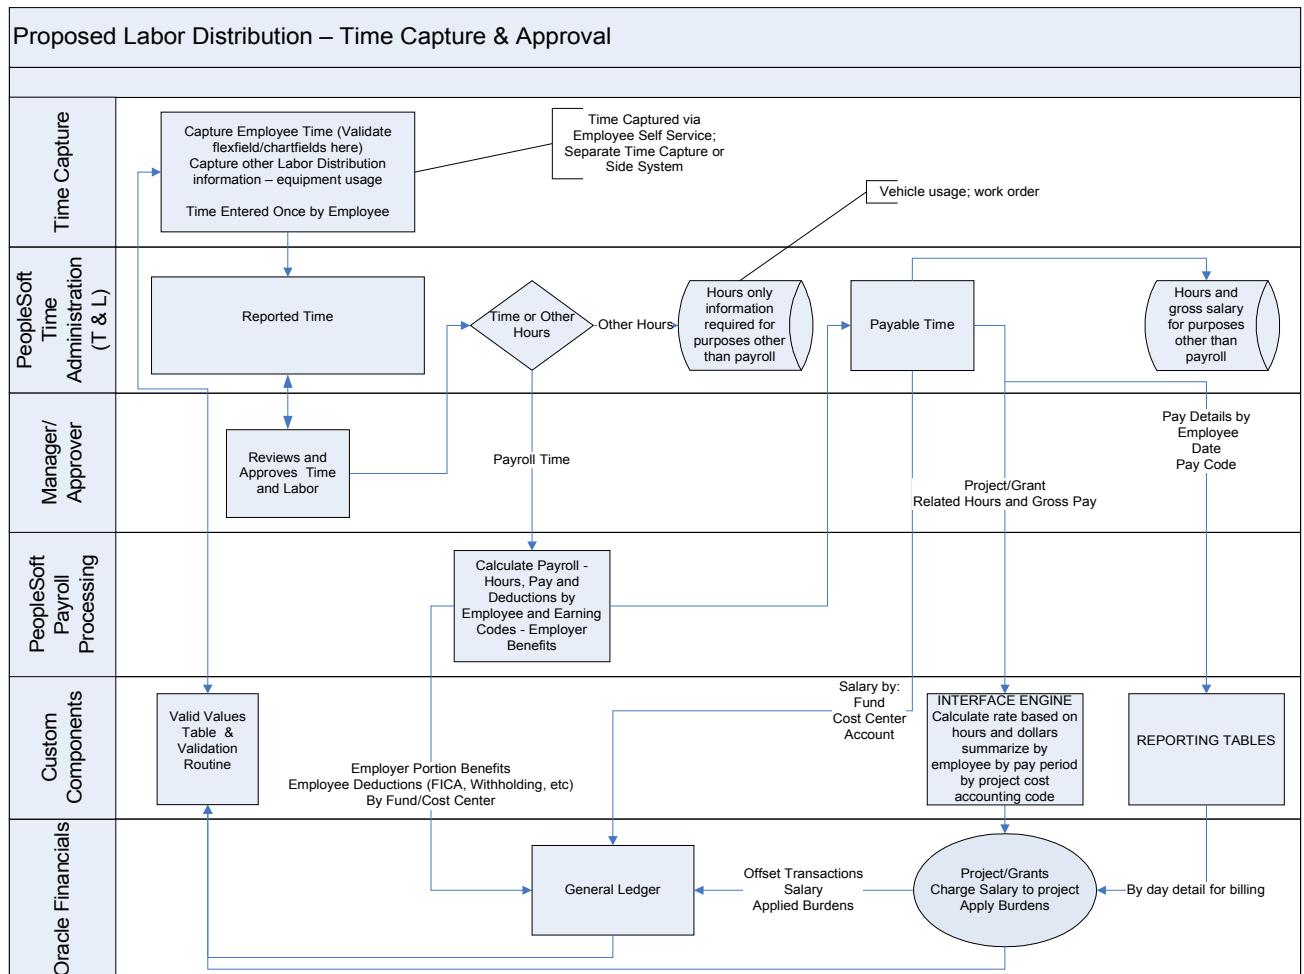 Proposed Labor Distribution – Time Capture & Approval
Time Capture
Capture Employee Time (Validate
flexfield/chartfields here)
Capture other Labor Distribution
information – equipment usage
Time Entered Once by Employee
Time Captured via
Employee Self Service;
Separate Time Capture or
Side System
Vehicle usage; work order
PeopleSoft
Time
Administration
(T & L)
Reported Time
Time or Other
Hours
Other Hours
Hours only
information
required for
purposes other
than payroll
Payable Time
Hours and
gross salary
for purposes
other than
payroll
Manager/
Approver
Reviews and
Approves Time
and Labor
Payroll Time
Project/Grant
Related Hours and Gross Pay
Pay Details by
Employee
Date
Pay Code
PeopleSoft
Payroll
Processing
Calculate Payroll -
Hours, Pay and
Deductions by
Employee and Earning
Codes - Employer
Benefits
Custom
Components
Valid Values
Table &
Validation
Routine
Employer Portion Benefits
Employee Deductions (FICA, Withholding, etc)
By Fund/Cost Center
Salary by:
Fund
Cost Center
Account
INTERFACE ENGINE
Calculate rate based on
hours and dollars
summarize by
employee by pay period
by project cost
accounting code
REPORTING TABLES
Oracle Financials
General Ledger
Offset Transactions
Salary
Applied Burdens
Project/Grants
Charge Salary to project
Apply Burdens
By day detail for billing